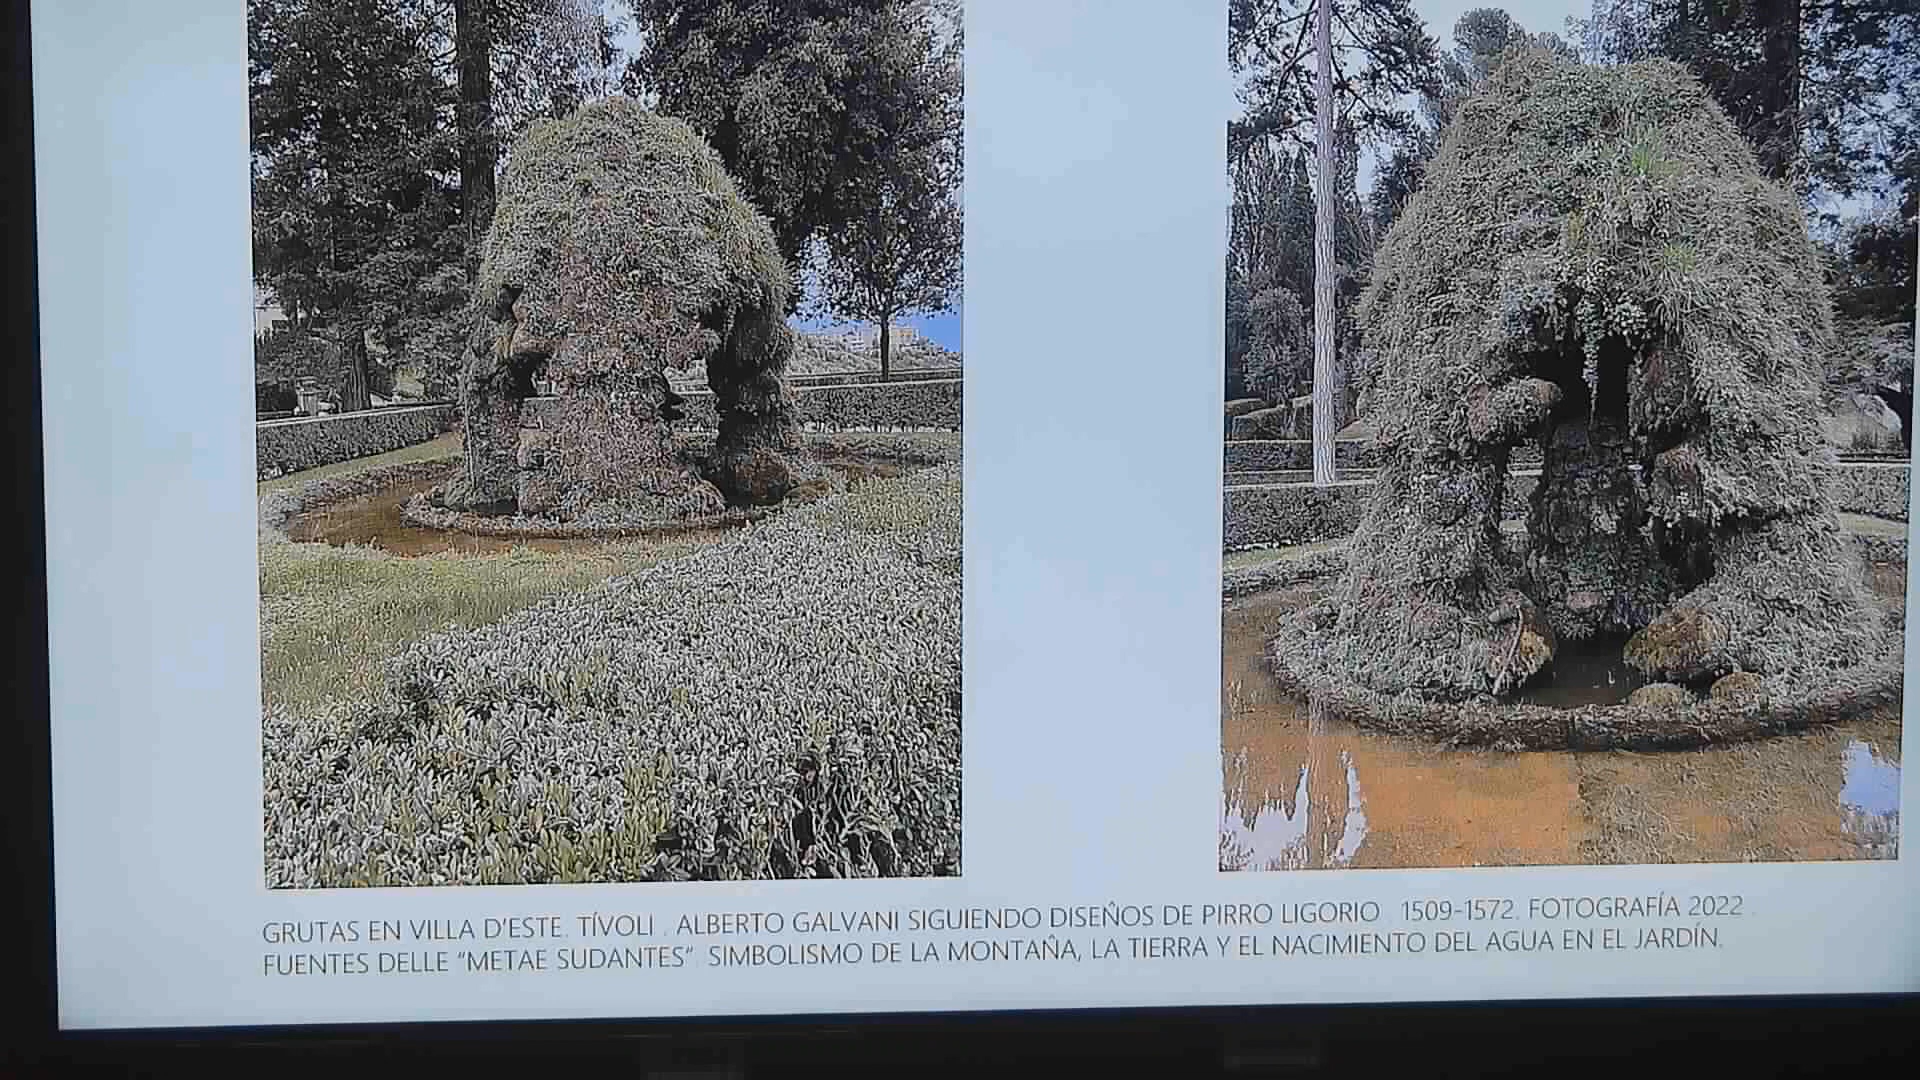 GRUTAS EN VILLA D'ESTE. TÍVOLI . ALBERTO GALVANI SIGUIENDO DISEÑOS DE PIRRO LIGORIO . 1509-1572. FOTOGRAFÍA 2022 .
FUENTES DELLE "METAE SUDANTES". SIMBOLISMO DE LA MONTAÑA, LA TIERRA Y EL NACIMIENTO DEL AGUA EN EL JARDÍN.